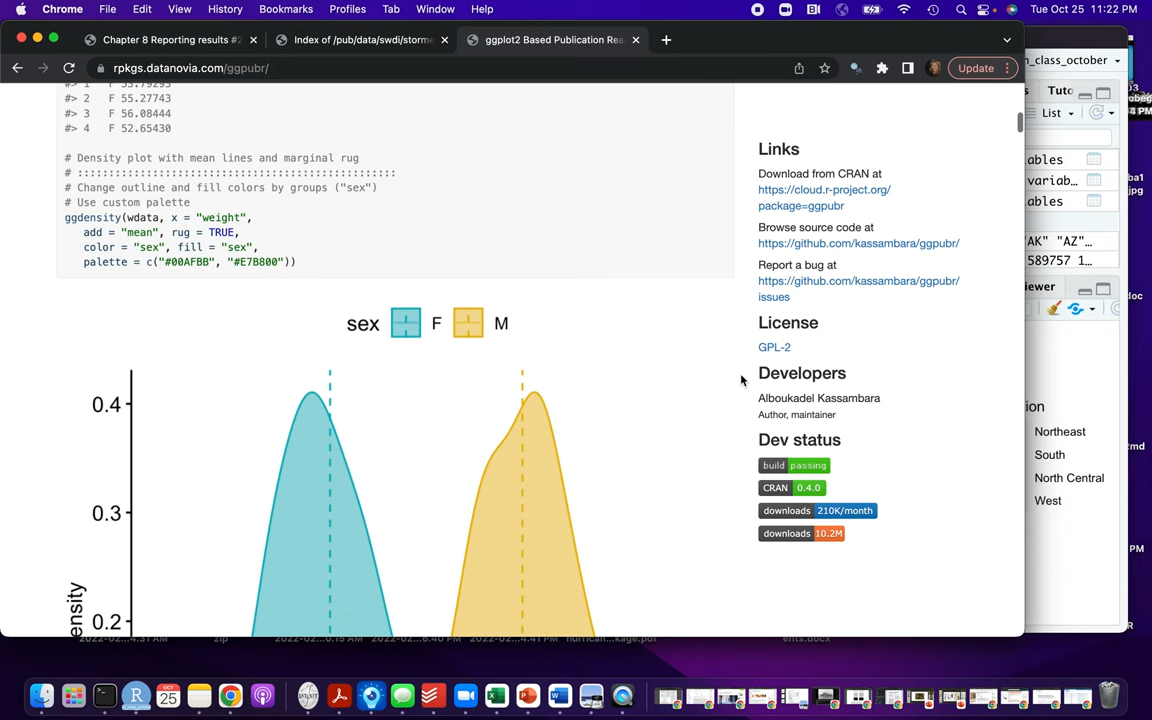 Chrome File Edit View History Bookmarks Profiles Tab Window Help Tue Oct 25 11:22 PM
Chapter 8 Reporting results #2
Index of /pub/data/swdi/storme
ggplot2 Based Publication Rea
rpkgs.datanovia.com/ggpubr/
Update
#> 2   F 55.27743
#> 3   F 56.08444
#> 4   F 52.65430
# Density plot with mean lines and marginal rug
# :::::::::::::::::::::::::::::::::::::::::::::::::::::
# Change outline and fill colors by groups ("sex")
# Use custom palette
ggdensity(wdata, x = "weight",
   add = "mean", rug = TRUE,
   color = "sex", fill = "sex",
   palette = c("#00AFBB", "#E7B800"))
sex F M
0.4
0.3
0.2
ensity
Links
Download from CRAN at
https://cloud.r-project.org/
package=ggpubr
Browse source code at
https://github.com/kassambara/ggpubr/
Report a bug at
https://github.com/kassambara/ggpubr/
issues
License
GPL-2
Developers
Alboukadel Kassambara
Author, maintainer
Dev status
build passing
CRAN 0.4.0
downloads 210K/month
downloads 10.2M
_class_october
Tuto
List
ables
variab...
ables
"AK" "AZ"...
589757 1...
iewer
ion
Northeast
South
North Central
West
OCT
25